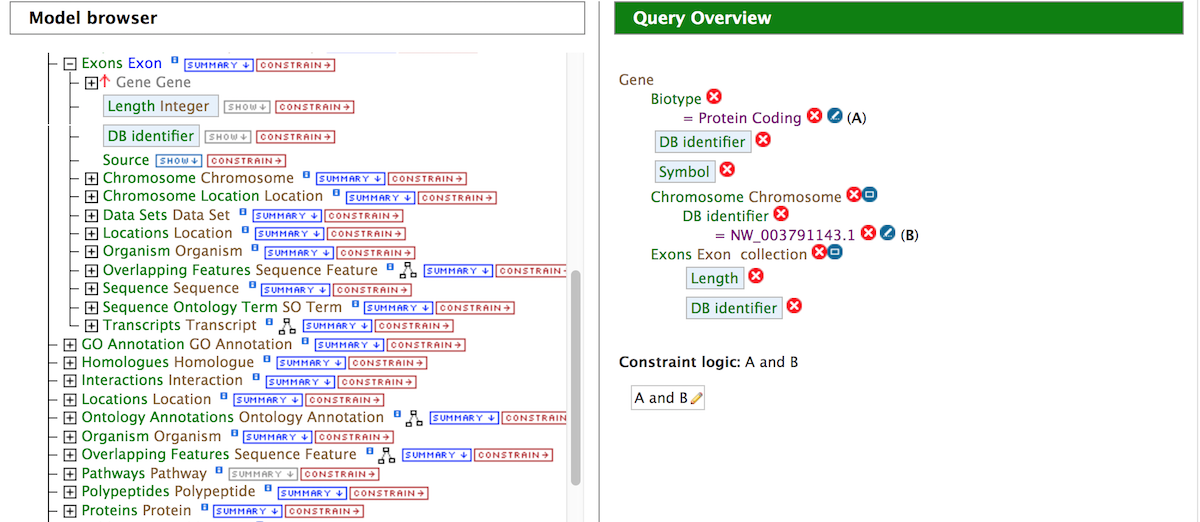 Model browser
Exons Exon SUMMARY CONSTRAIN
Gene Gene
Length Integer SHOW CONSTRAIN
DB identifier SHOW CONSTRAIN
Source SHOW CONSTRAIN
Chromosome Chromosome SUMMARY CONSTRAIN
Chromosome Location Location SUMMARY CONSTRAIN
Data Sets Data Set SUMMARY CONSTRAIN
Locations Location SUMMARY CONSTRAIN
Organism Organism SUMMARY CONSTRAIN
Overlapping Features Sequence Feature SUMMARY CONSTRAIN
Sequence Sequence SUMMARY CONSTRAIN
Sequence Ontology Term SO Term SUMMARY CONSTRAIN
Transcripts Transcript SUMMARY CONSTRAIN
GO Annotation GO Annotation SUMMARY CONSTRAIN
Homologues Homologue SUMMARY CONSTRAIN
Interactions Interaction SUMMARY CONSTRAIN
Locations Location SUMMARY CONSTRAIN
Ontology Annotations Ontology Annotation SUMMARY CONSTRAIN
Organism Organism SUMMARY CONSTRAIN
Overlapping Features Sequence Feature SUMMARY CONSTRAIN
Pathways Pathway SUMMARY CONSTRAIN
Polypeptides Polypeptide SUMMARY CONSTRAIN
Proteins Protein SUMMARY CONSTRAIN
Query Overview
Gene
Biotype
= Protein Coding (A)
DB identifier
Symbol
Chromosome Chromosome
DB identifier
= NW_003791143.1 (B)
Exons Exon collection
Length
DB identifier
Constraint logic: A and B
A and B